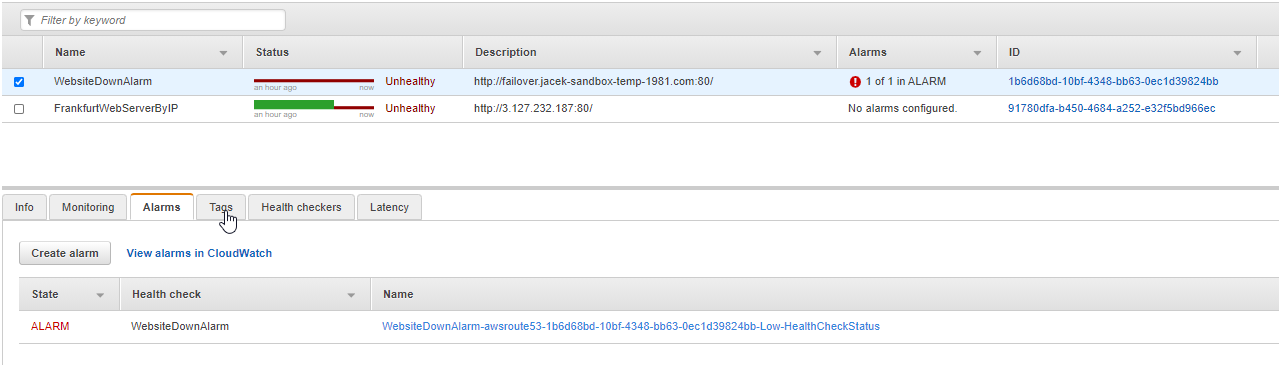 Filter by keyword
Name Status Description Alarms ID
WebsiteDownAlarm Unhealthy http://failover.jacek-sandbox-temp-1981.com:80/ 1 of 1 in ALARM 1b6d68bd-10bf-4348-bb63-0ec1d39824bb
an hour ago now
FrankfurtWebServerByIP Unhealthy http://3.127.232.187:80/ No alarms configured. 91780dfa-b450-4684-a252-e32f5bd966ec
an hour ago now
Info Monitoring Alarms Tags Health checkers Latency
Create alarm View alarms in CloudWatch
State Health check Name
ALARM WebsiteDownAlarm WebsiteDownAlarm-awsroute53-1b6d68bd-10bf-4348-bb63-0ec1d39824bb-Low-HealthCheckStatus